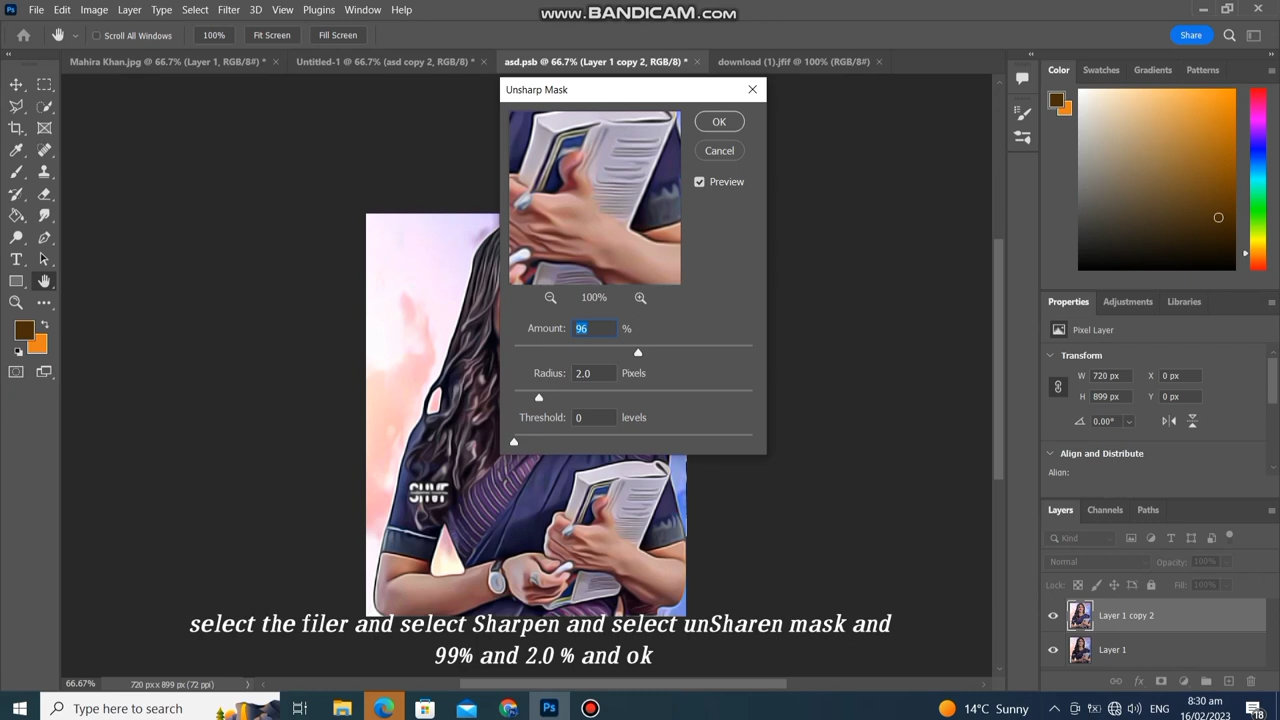 www.BANDICAM.com
File Edit Image Layer Type Select Filter 3D View Plugins Window Help
Scroll All Windows 100% Fit Screen Fill Screen Share
Mahira Khan.jpg @ 66.7% (Layer 1, RGB/8#) * × Untitled-1 @ 66.7% (asd copy 2, RGB/8) * × asd.psb @ 66.7% (Layer 1 copy 2, RGB/8) * × download (1).jfif @ 100% (RGB/8#) ×
Unsharp Mask
OK
Cancel
Preview
100%
Amount: 96 %
Radius: 2.0 Pixels
Threshold: 0 levels
Color Swatches Gradients Patterns
Properties Adjustments Libraries
Pixel Layer
Transform
W 720 px X 0 px
H 899 px Y 0 px
0.00°
Align and Distribute
Align:
Layers Channels Paths
Kind
Normal Opacity: 100%
Lock: Fill: 100%
Layer 1 copy 2
Layer 1
select the filer and select Sharpen and select unSharen mask and
99% and 2.0 % and ok
66.67% 720 px x 899 px (72 ppi)
Type here to search
14°C Sunny
ENG
8:30 am
16/02/2023
18